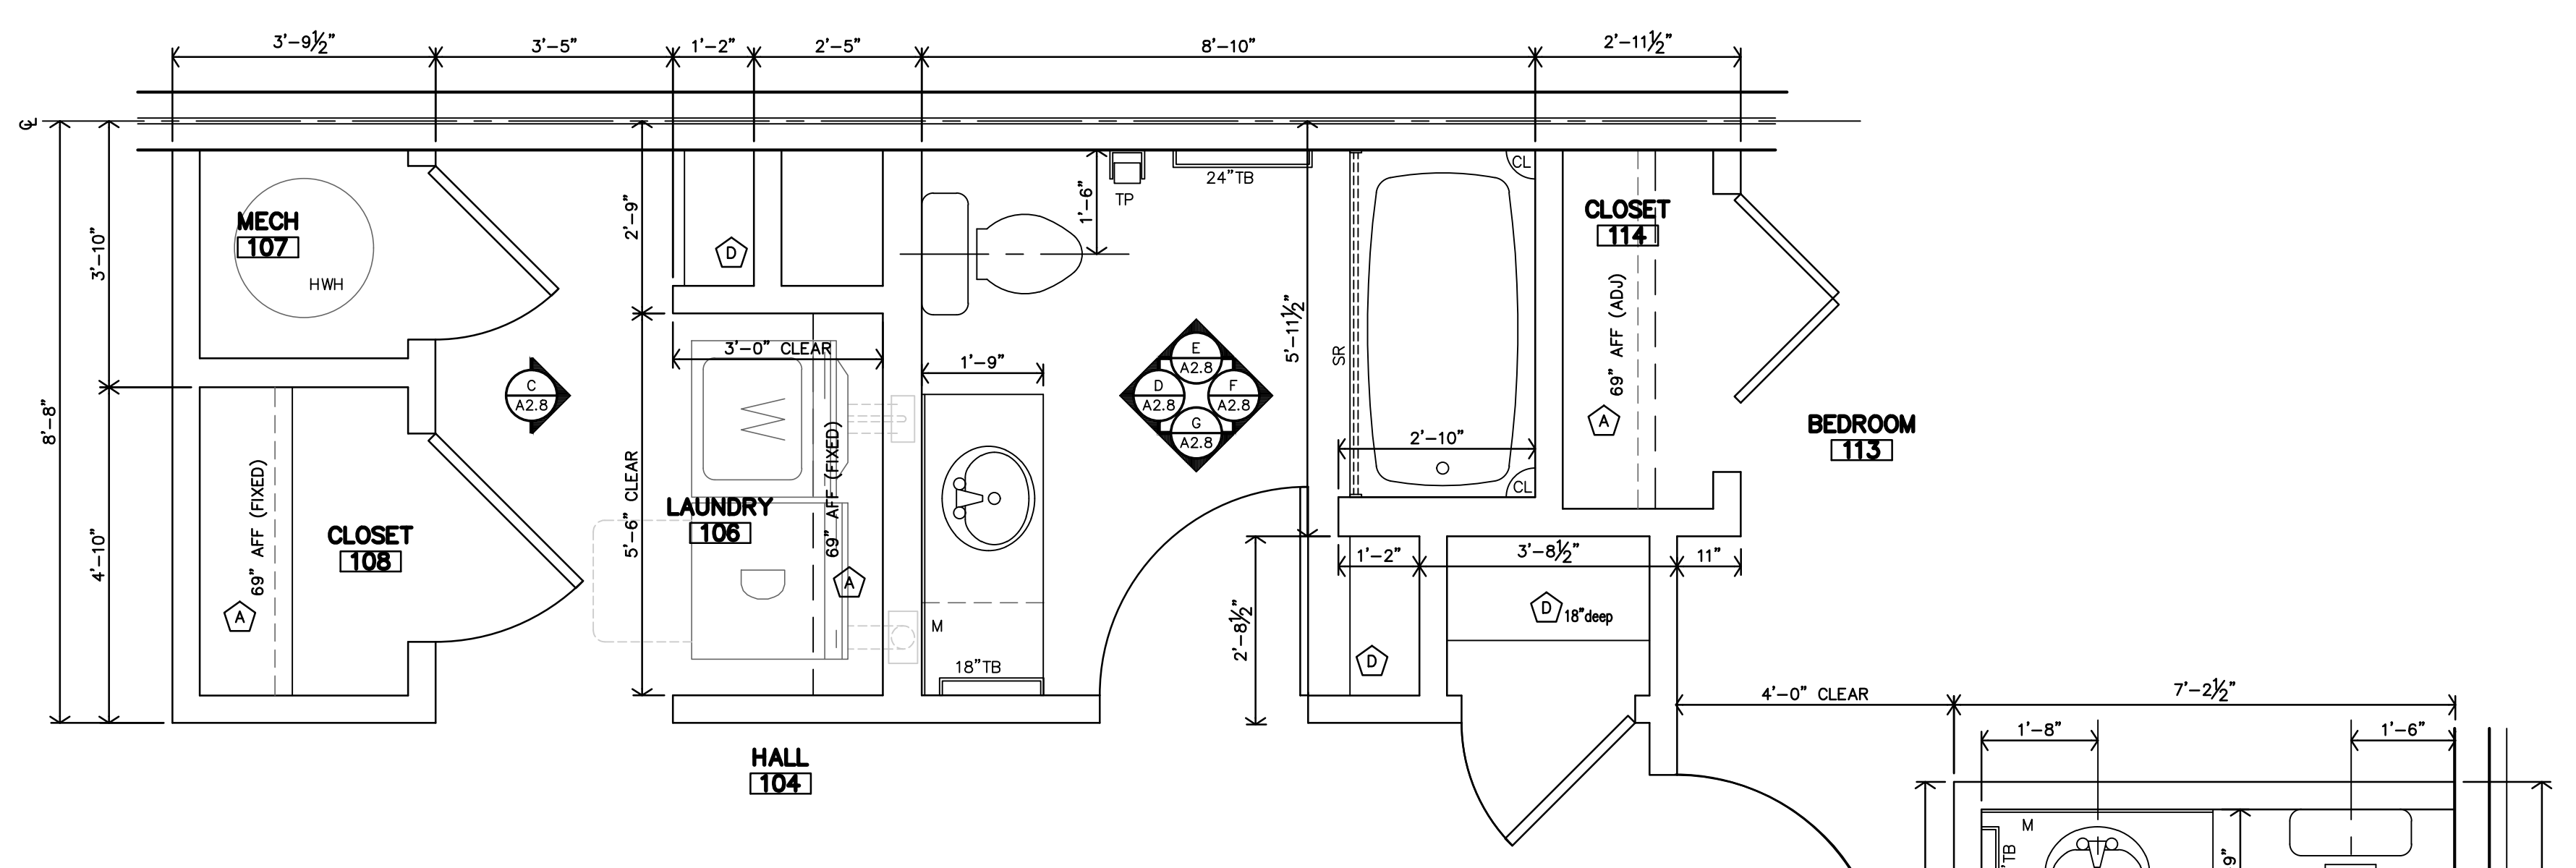 3'-9½" 3'-5" 1'-2" 2'-5" 8'-10" 2'-11½"
℄
24"TB
TP
CL
1'-6"
2'-9"
3'-10"
MECH
107
HWH
D
CLOSET
114
69" AFF (ADJ)
A
5'-11½"
SR
3'-0" CLEAR
1'-9"
E
A2.8
D
A2.8
F
A2.8
G
A2.8
C
A2.8
8'-8"
BEDROOM
113
2'-10"
CL
5'-6" CLEAR
LAUNDRY
106
69" AFF (FIXED)
A
CLOSET
108
69" AFF (FIXED)
A
4'-10"
1'-2" 3'-8½" 11"
D 18"deep
2'-8½"
M
D
18"TB
4'-0" CLEAR 7'-2½"
1'-8" 1'-6"
HALL
104
M
"TB
9"